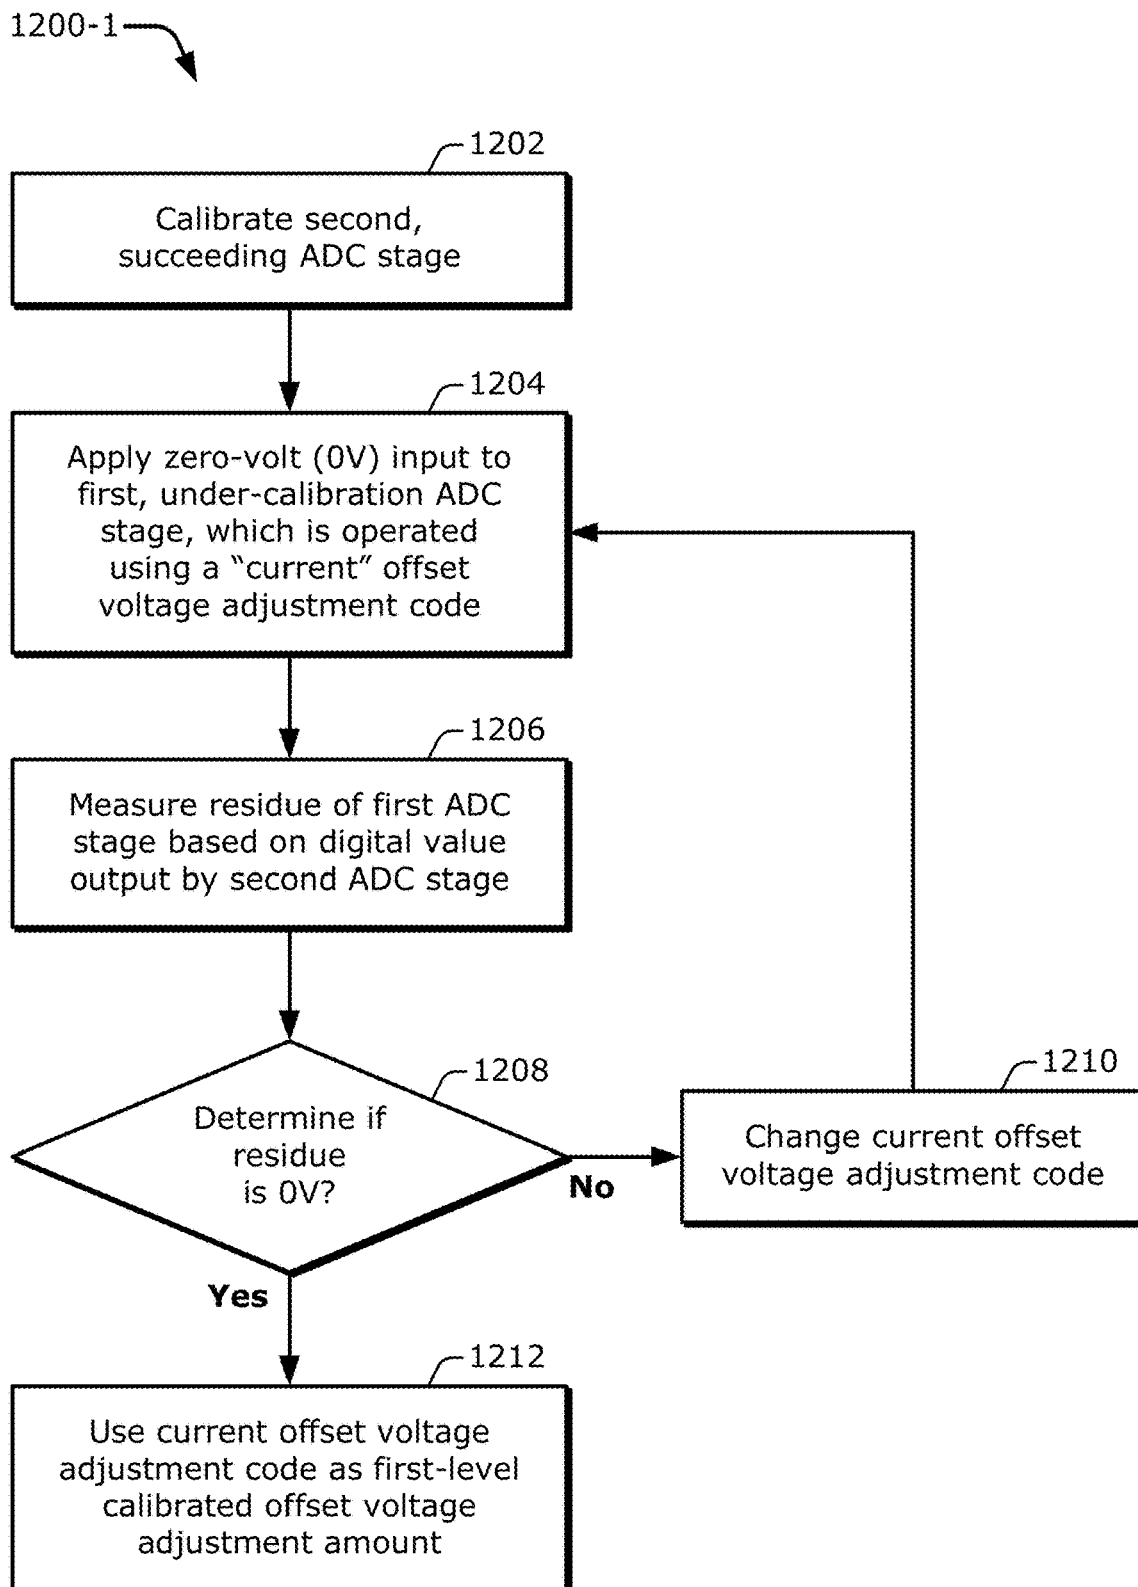 1200-1
1202
Calibrate second,
succeeding ADC stage
1204
Apply zero-volt (0V) input to
first, under-calibration ADC
stage, which is operated
using a “current” offset
voltage adjustment code
1206
Measure residue of first ADC
stage based on digital value
output by second ADC stage
1208
Determine if
residue
is 0V?
No
1210
Change current offset
voltage adjustment code
Yes
1212
Use current offset voltage
adjustment code as first-level
calibrated offset voltage
adjustment amount